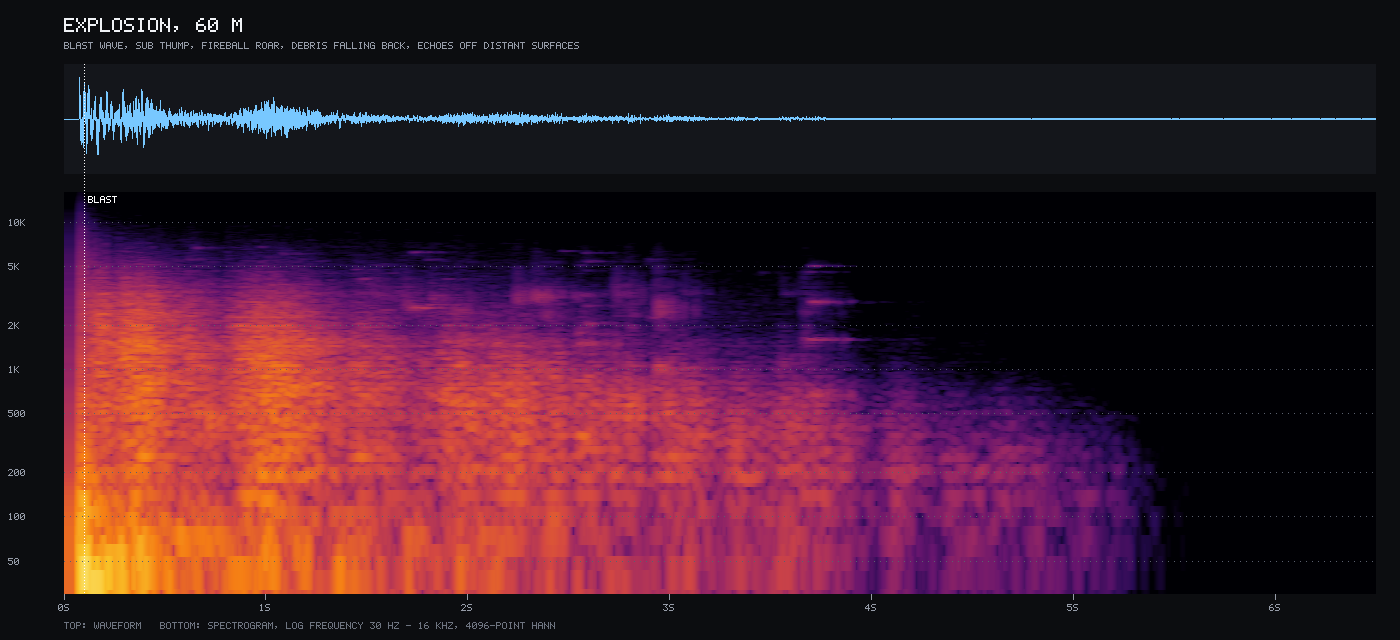 EXPLOSION, 60 M
BLAST WAVE, SUB THUMP, FIREBALL ROAR, DEBRIS FALLING BACK, ECHOES OFF DISTANT SURFACES
BLAST
10K
5K
2K
1K
500
200
100
50
0S 1S 2S 3S 4S 5S 6S
TOP: WAVEFORM BOTTOM: SPECTROGRAM, LOG FREQUENCY 30 HZ - 16 KHZ, 4096-POINT HANN